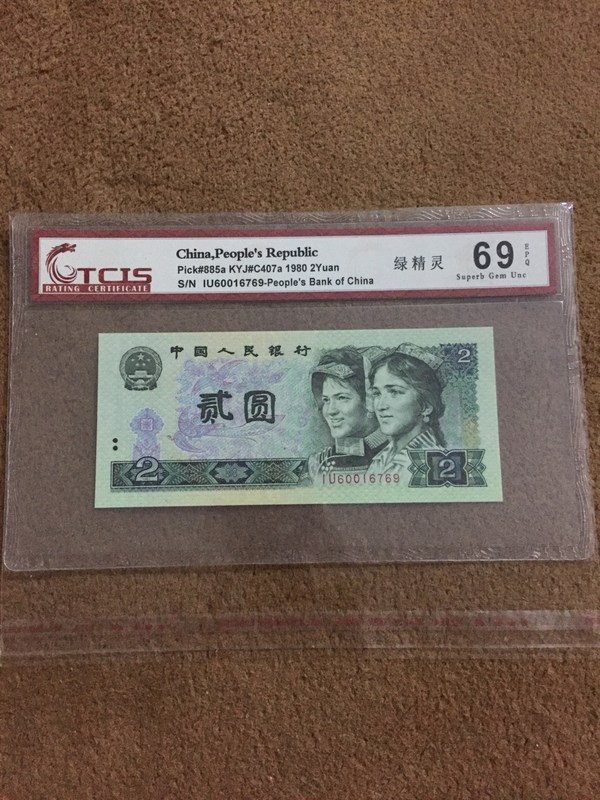 TCIS
RATING CERTIFICATE
China,People's Republic
Pick#885a KYJ#C407a 1980 2Yuan
S/N IU60016769-People's Bank of China
绿精灵
69
EPQ
Superb Gem Unc
中国人民银行
2
贰圆
2
2
IU60016769